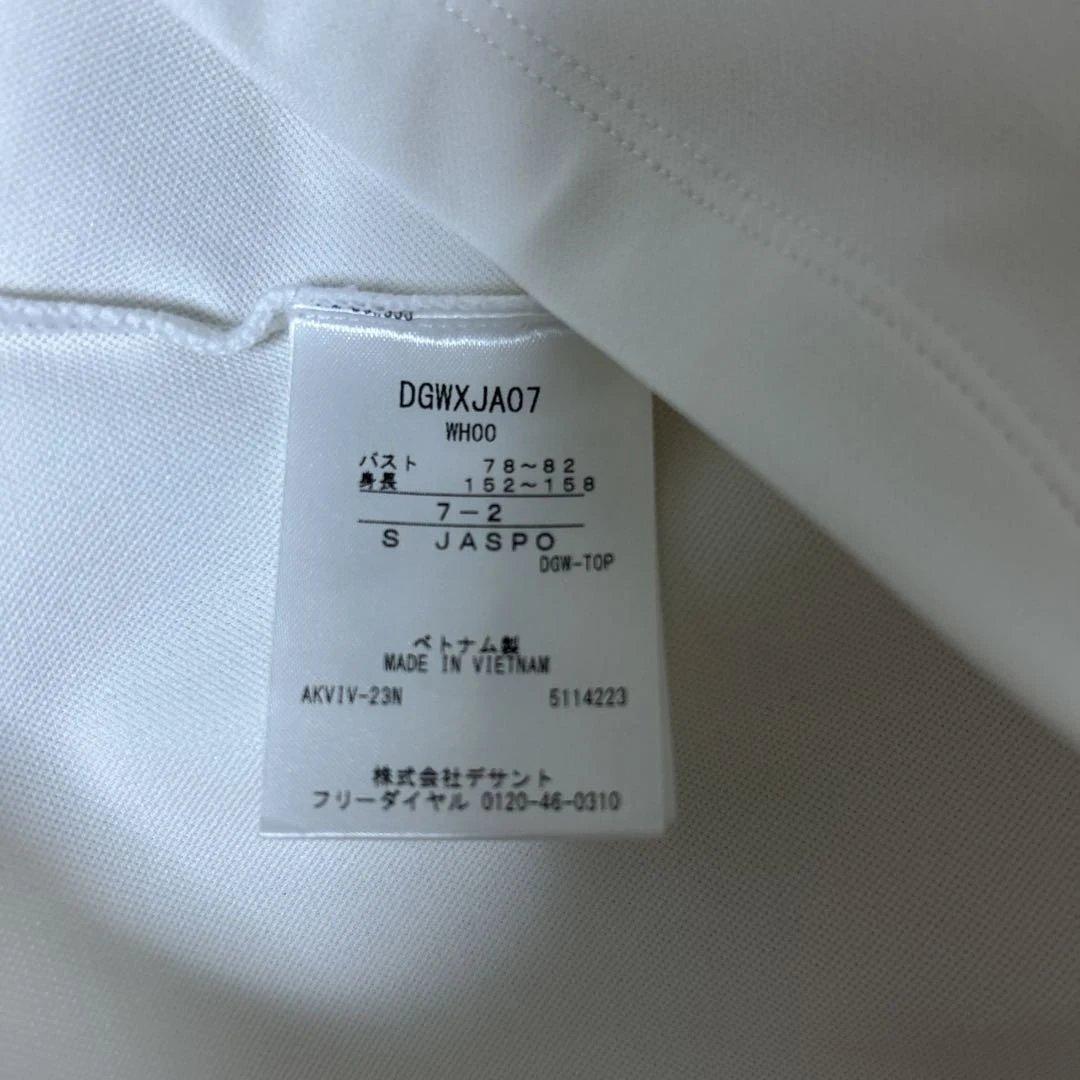 DGWXJA07
WH00
バスト 78~82
身長 152~158
7-2
S JASPO
DGW-TOP
ベトナム製
MADE IN VIETNAM
AKVIV-23N 5114223
株式会社デサント
フリーダイヤル 0120-46-0310